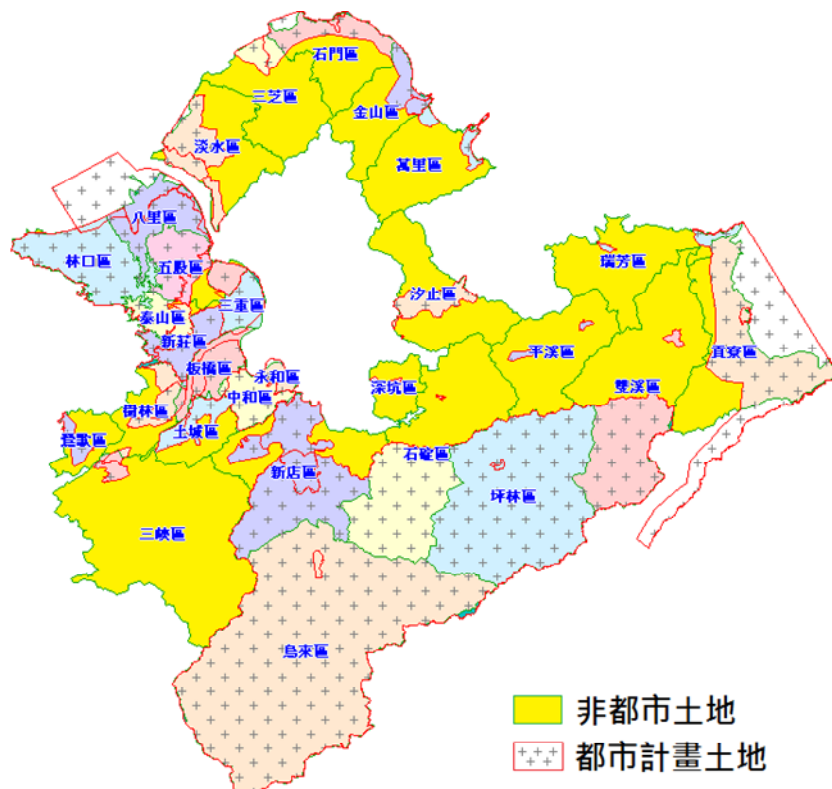 石門區
三芝區
金山區
淡水區
萬里區
八里區
林口區
五股區
瑞芳區
汐止區
三重區
泰山區
新莊區
平溪區
貢寮區
板橋區
永和區
深坑區
雙溪區
中和區
樹林區
土城區
鶯歌區
石碇區
新店區
坪林區
三峽區
烏來區
非都市土地
都市計畫土地